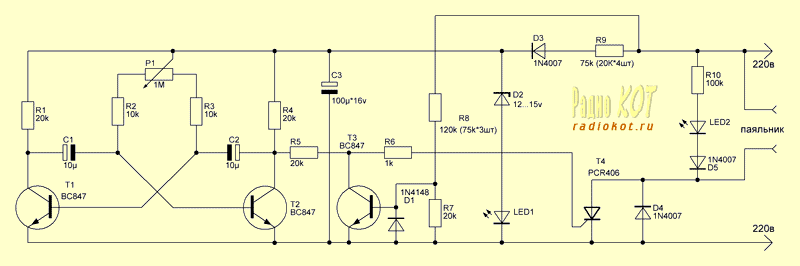 D3
R9
1N4007
75k (20K*4шт)
220в
P1
1M
C3
100µ*16v
D2
12...15v
R10
100k
R1
20k
R2
10k
R3
10k
R4
20k
R8
120k (75k*3шт)
Радио КОТ
radiokot.ru
LED2
паяльник
C1
10µ
C2
10µ
R5
20k
T3
BC847
R6
1k
T4
PCR406
1N4007
D5
T1
BC847
T2
BC847
1N4148
D1
R7
20k
LED1
D4
1N4007
220в